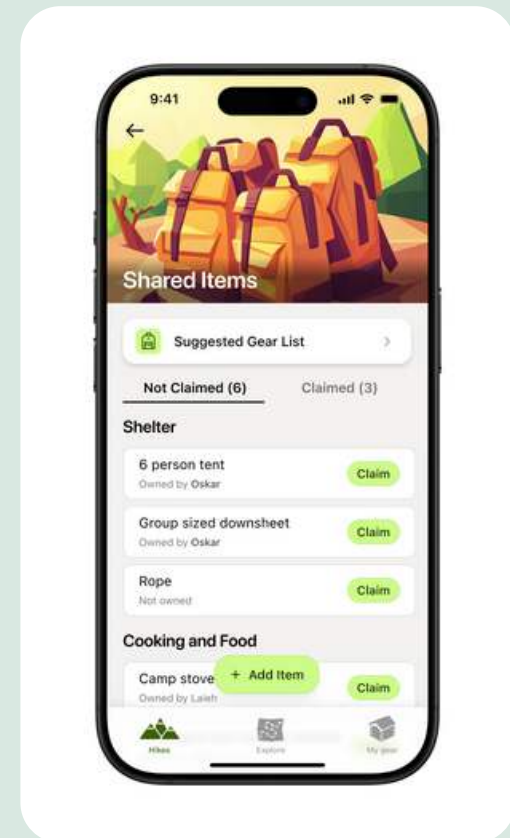 9:41
Shared Items
Suggested Gear List
Not Claimed (6)
Claimed (3)
Shelter
6 person tent
Owned by Oskar
Claim
Group sized downsheet
Owned by Oskar
Claim
Rope
Not owned
Claim
Cooking and Food
Camp stove
+ Add Item
Owned by Laieh
Claim
Hikes
Explore
My gear